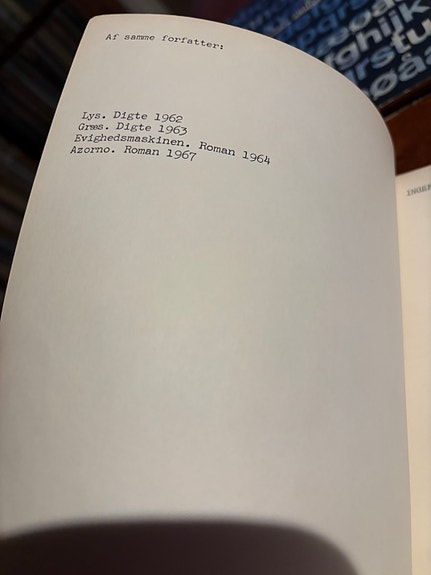 Af samme forfatter:
Lys. Digte 1962
Græs. Digte 1963
Evighedsmaskinen. Roman 1964
Azorno. Roman 1967